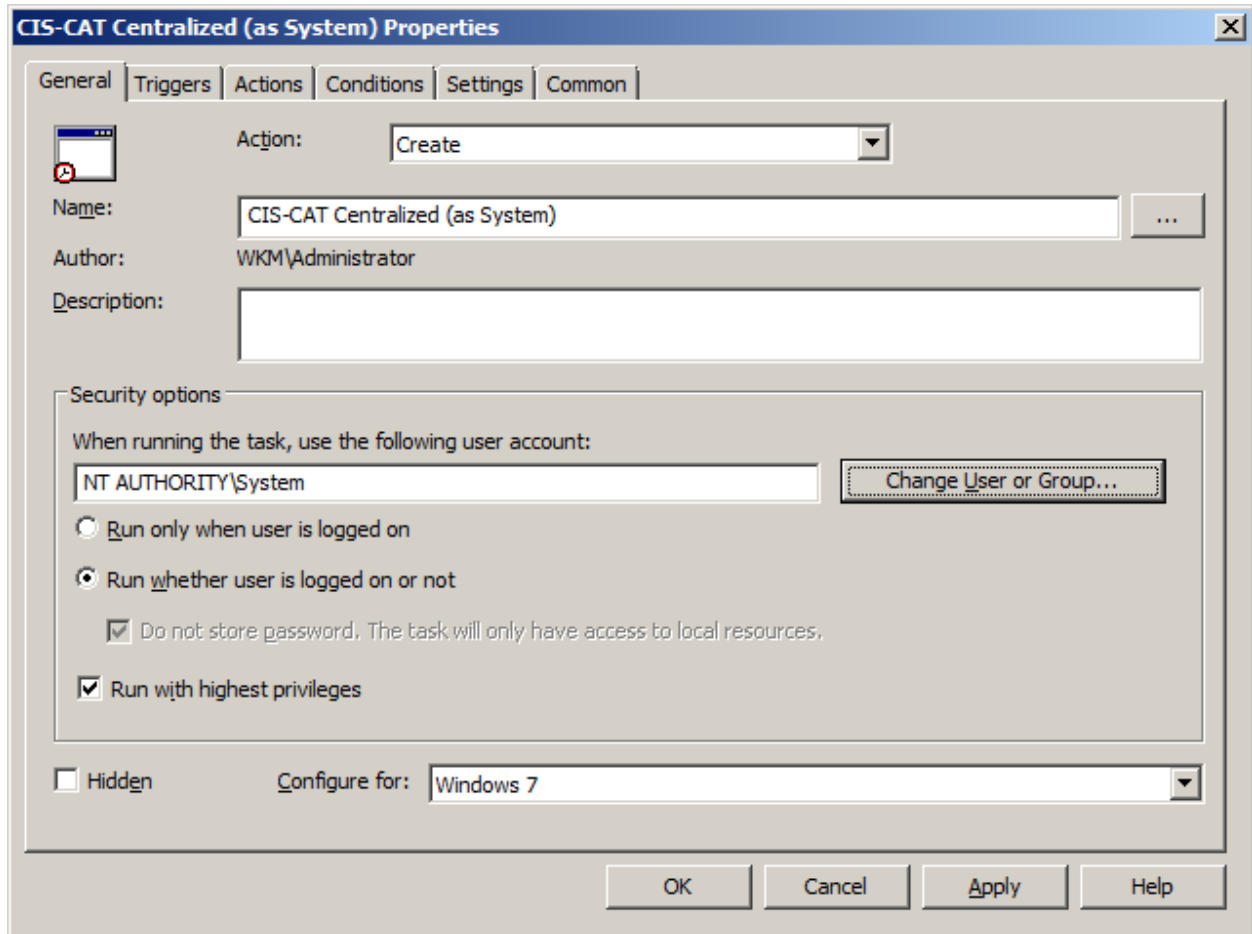 CIS-CAT Centralized (as System) Properties
General Triggers Actions Conditions Settings Common
Action: Create
Name: CIS-CAT Centralized (as System) ...
Author: WKM\Administrator
Description:
Security options
When running the task, use the following user account:
NT AUTHORITY\System Change User or Group...
Run only when user is logged on
Run whether user is logged on or not
Do not store password. The task will only have access to local resources.
Run with highest privileges
Hidden Configure for: Windows 7
OK Cancel Apply Help